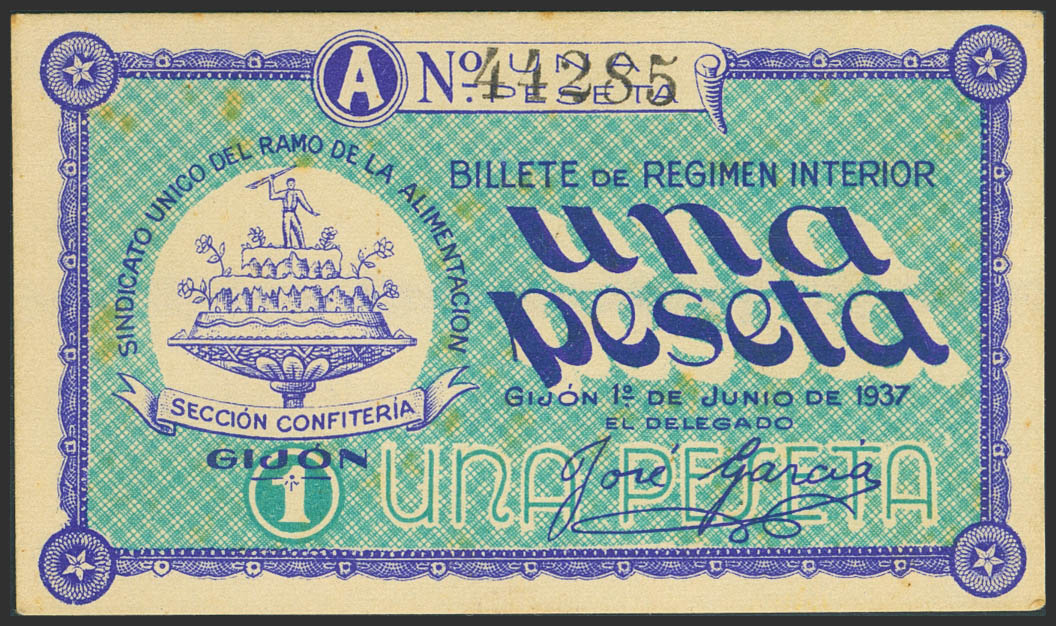 A Nº 44285
UNA
PESETA
SINDICATO UNICO DEL RAMO DE LA ALIMENTACION
BILLETE DE REGIMEN INTERIOR
una
peseta
SECCIÓN CONFITERÍA
GIJÓN
GIJÓN 1º DE JUNIO DE 1937
EL DELEGADO
José García
1 UNA PESETA